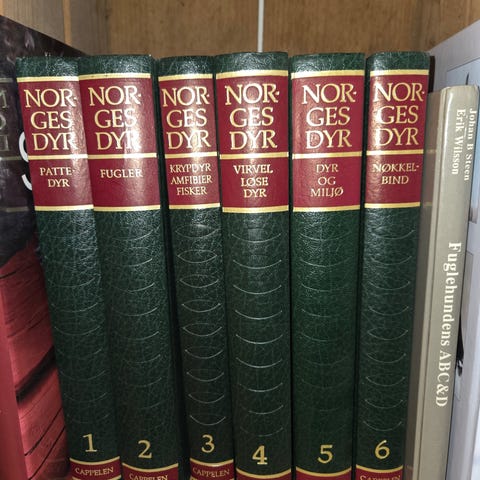 NOR-
GES
DYR
PATTE-
DYR
1
NOR-
GES
DYR
FUGLER
2
CAPPELEN
NOR-
GES
DYR
KRYPDYR
AMFIBIER
FISKER
3
CAPPELEN
NOR-
GES
DYR
VIRVEL
LØSE
DYR
4
NOR-
GES
DYR
DYR
OG
MILJØ
5
NOR-
GES
DYR
NØKKEL-
BIND
6
CAPPELEN
Johan B Steen
Erik Wilsson
Fuglehundens ABC&D